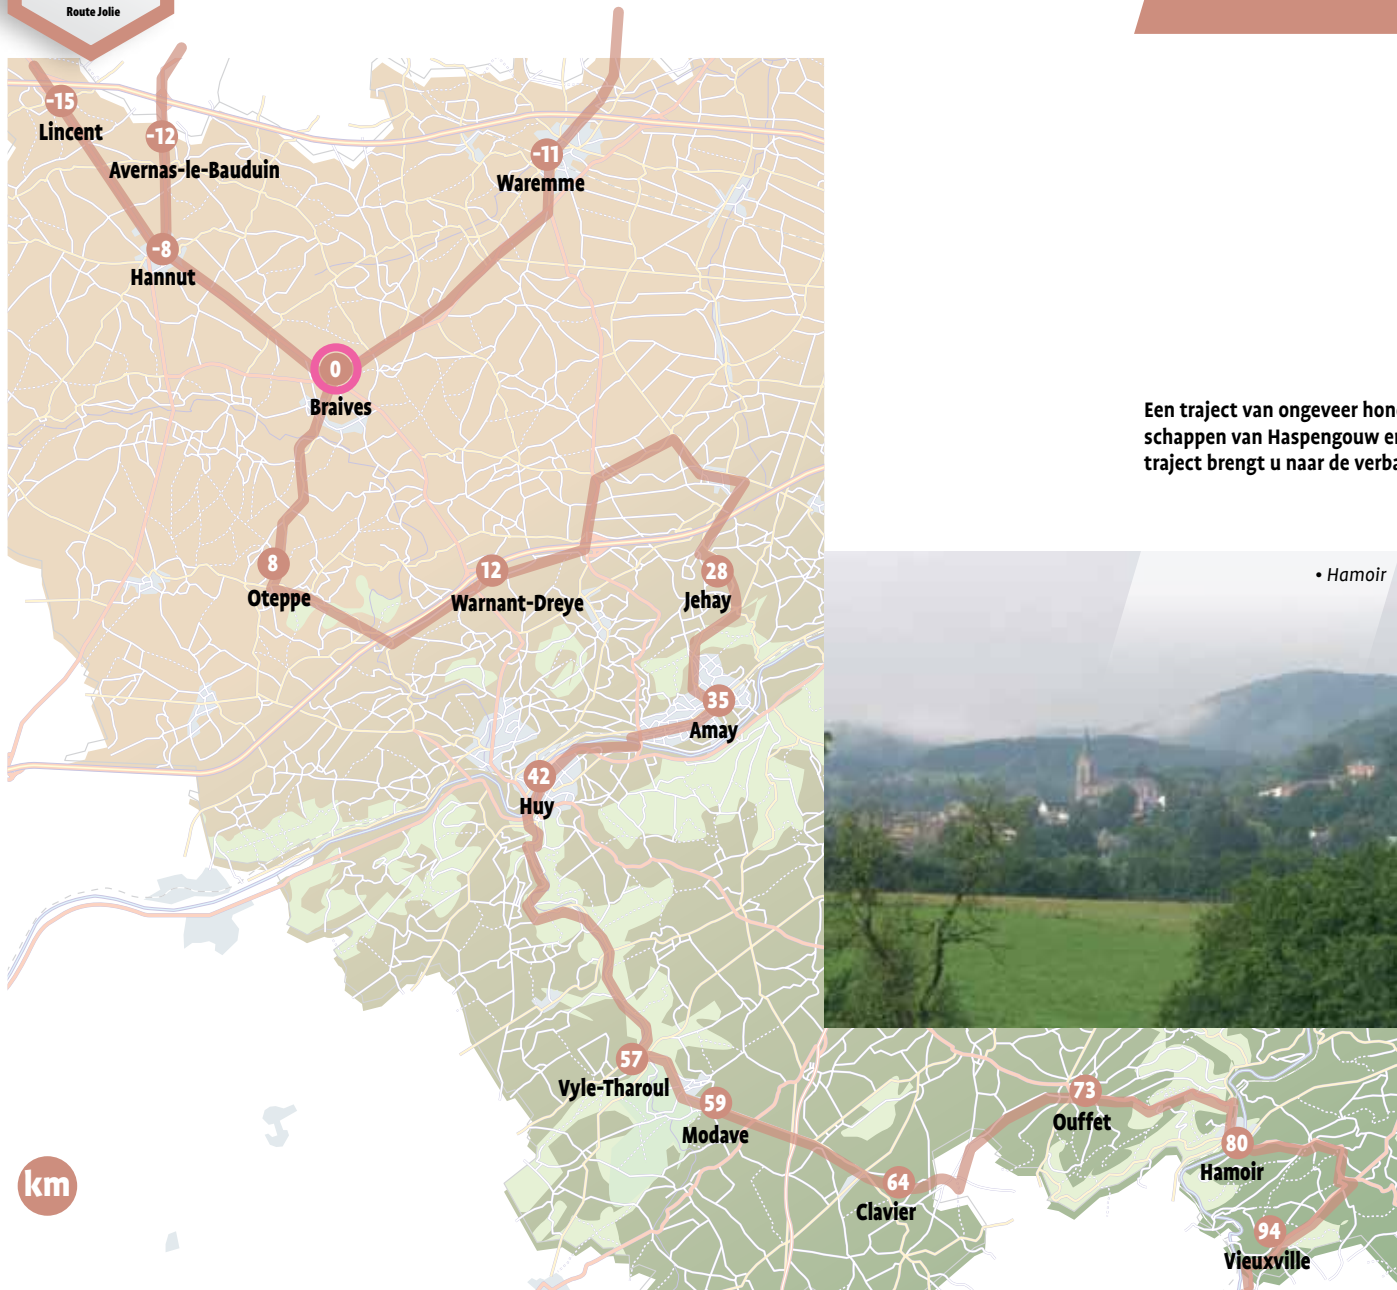 Route Jolie
-15
Lincent
-12
Avernas-le-Bauduin
-11
Waremme
-8
Hannut
0
Braives
Een traject van ongeveer hon
schappen van Haspengouw e
traject brengt u naar de verba
8
Oteppe
12
Warnant-Dreye
28
Jehay
• Hamoir
35
Amay
42
Huy
57
Vyle-Tharoul
59
Modave
73
Ouffet
80
Hamoir
64
Clavier
km
94
Vieuxville